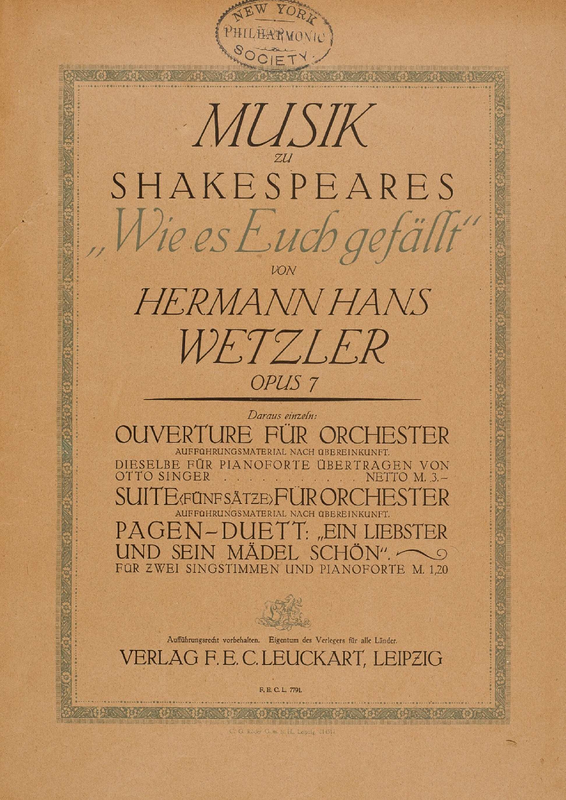 NEW YORK
PHILHARMONIC
SOCIETY
MUSIK
ZU
SHAKESPEARES
„Wie es Euch gefällt“
VON
HERMANN HANS
WETZLER
OPUS 7
Daraus einzeln:
OUVERTURE FÜR ORCHESTER
AUFFÜHRUNGSMATERIAL NACH ÜBEREINKUNFT.
DIESELBE FÜR PIANOFORTE ÜBERTRAGEN VON
OTTO SINGER . . . . . . . . . . . NETTO M. 3.–
SUITE (FÜNF SÄTZE) FÜR ORCHESTER
AUFFÜHRUNGSMATERIAL NACH ÜBEREINKUNFT.
PAGEN–DUETT: „EIN LIEBSTER
UND SEIN MÄDEL SCHÖN“.
FÜR ZWEI SINGSTIMMEN UND PIANOFORTE M. 1,20
Aufführungsrecht vorbehalten. Eigentum des Verlegers für alle Länder.
VERLAG F. E. C. LEUCKART, LEIPZIG
F. E. C. L. 7791.